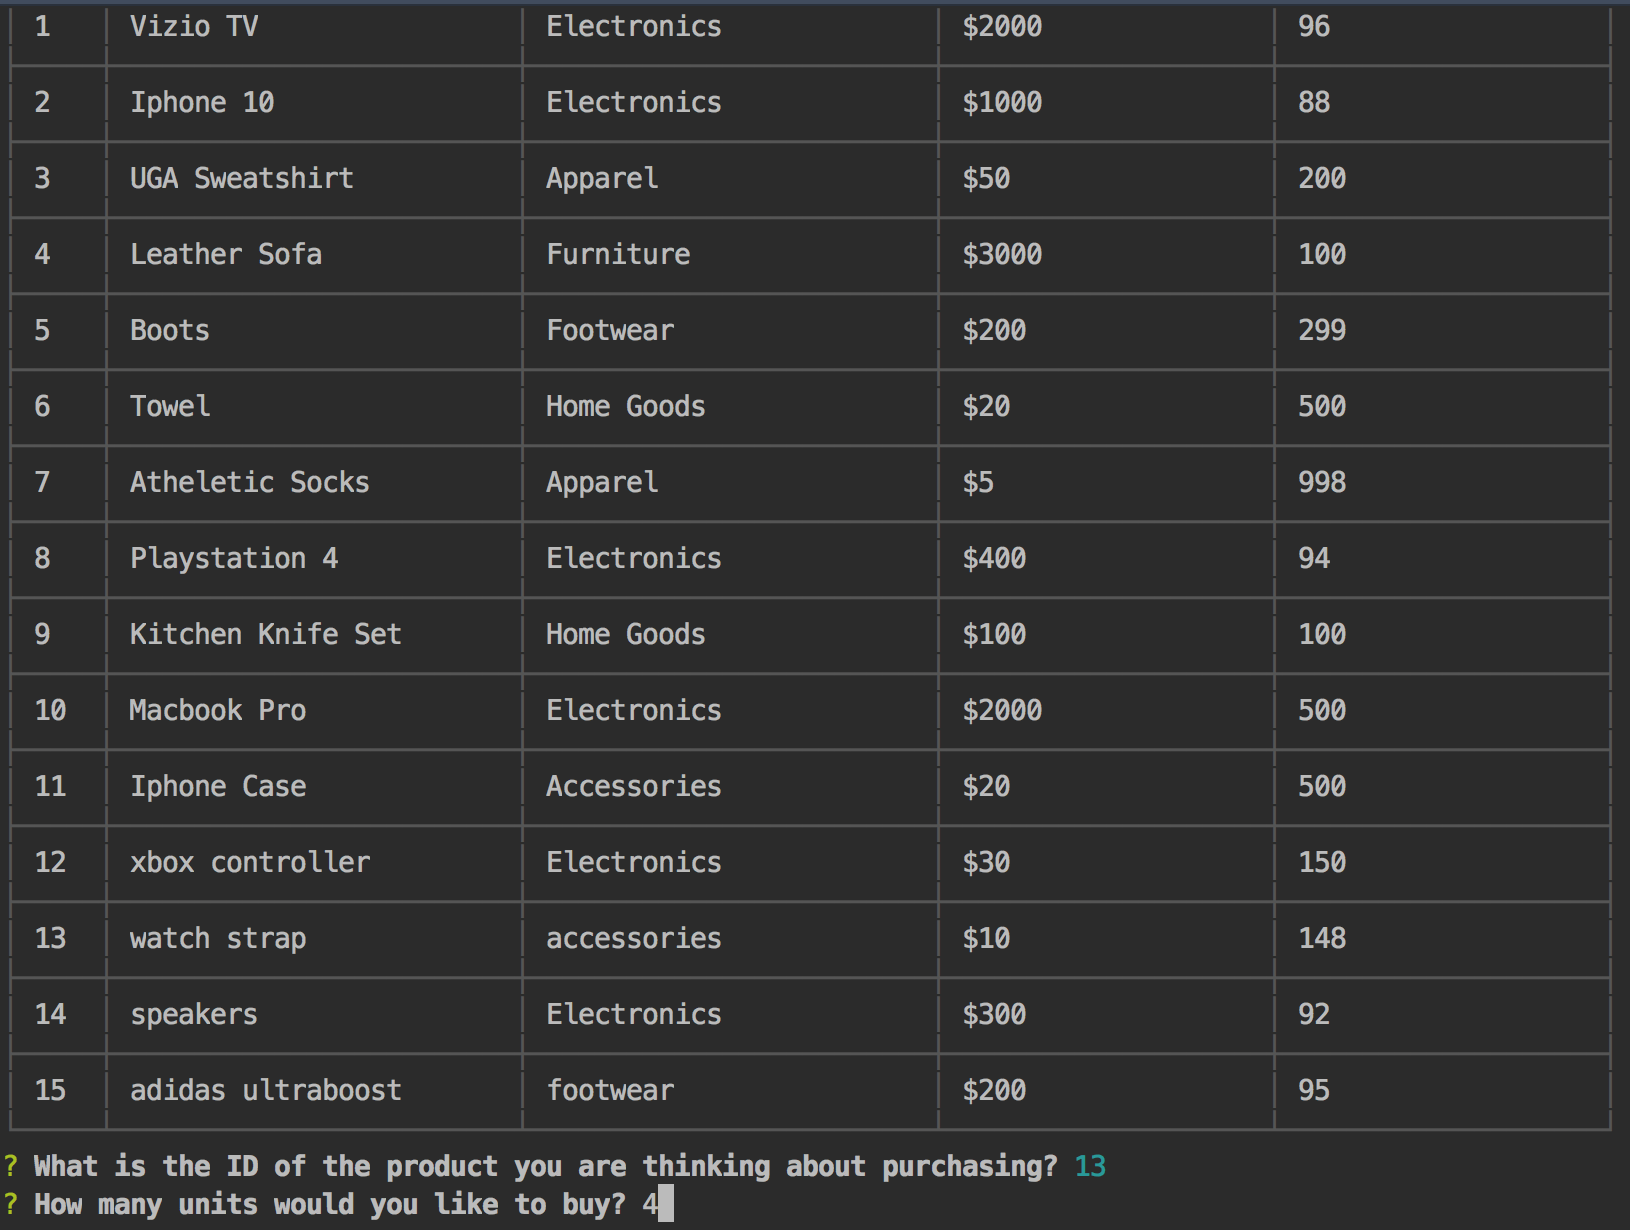 1 Vizio TV Electronics $2000 96
2 Iphone 10 Electronics $1000 88
3 UGA Sweatshirt Apparel $50 200
4 Leather Sofa Furniture $3000 100
5 Boots Footwear $200 299
6 Towel Home Goods $20 500
7 Atheletic Socks Apparel $5 998
8 Playstation 4 Electronics $400 94
9 Kitchen Knife Set Home Goods $100 100
10 Macbook Pro Electronics $2000 500
11 Iphone Case Accessories $20 500
12 xbox controller Electronics $30 150
13 watch strap accessories $10 148
14 speakers Electronics $300 92
15 adidas ultraboost footwear $200 95
? What is the ID of the product you are thinking about purchasing? 13
? How many units would you like to buy? 4